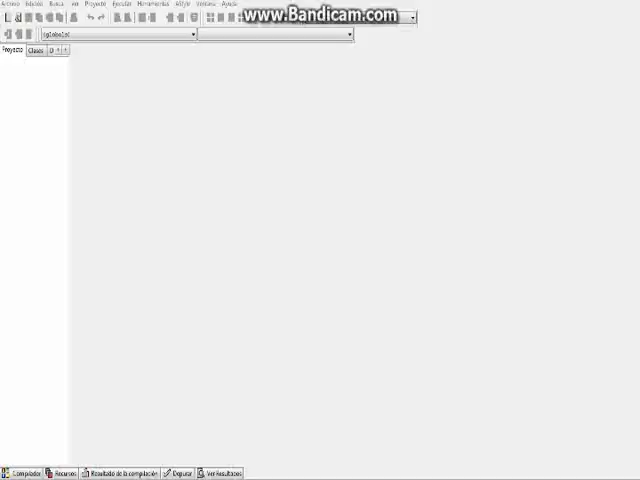 Archivo Edición Buscar Ver Proyecto Ejecutar Herramientas AStyle Ventana Ayuda
www.Bandicam.com
(globals)
Proyecto Clases D
Compilador Recursos Resultado de la compilación Depurar Ver Resultados